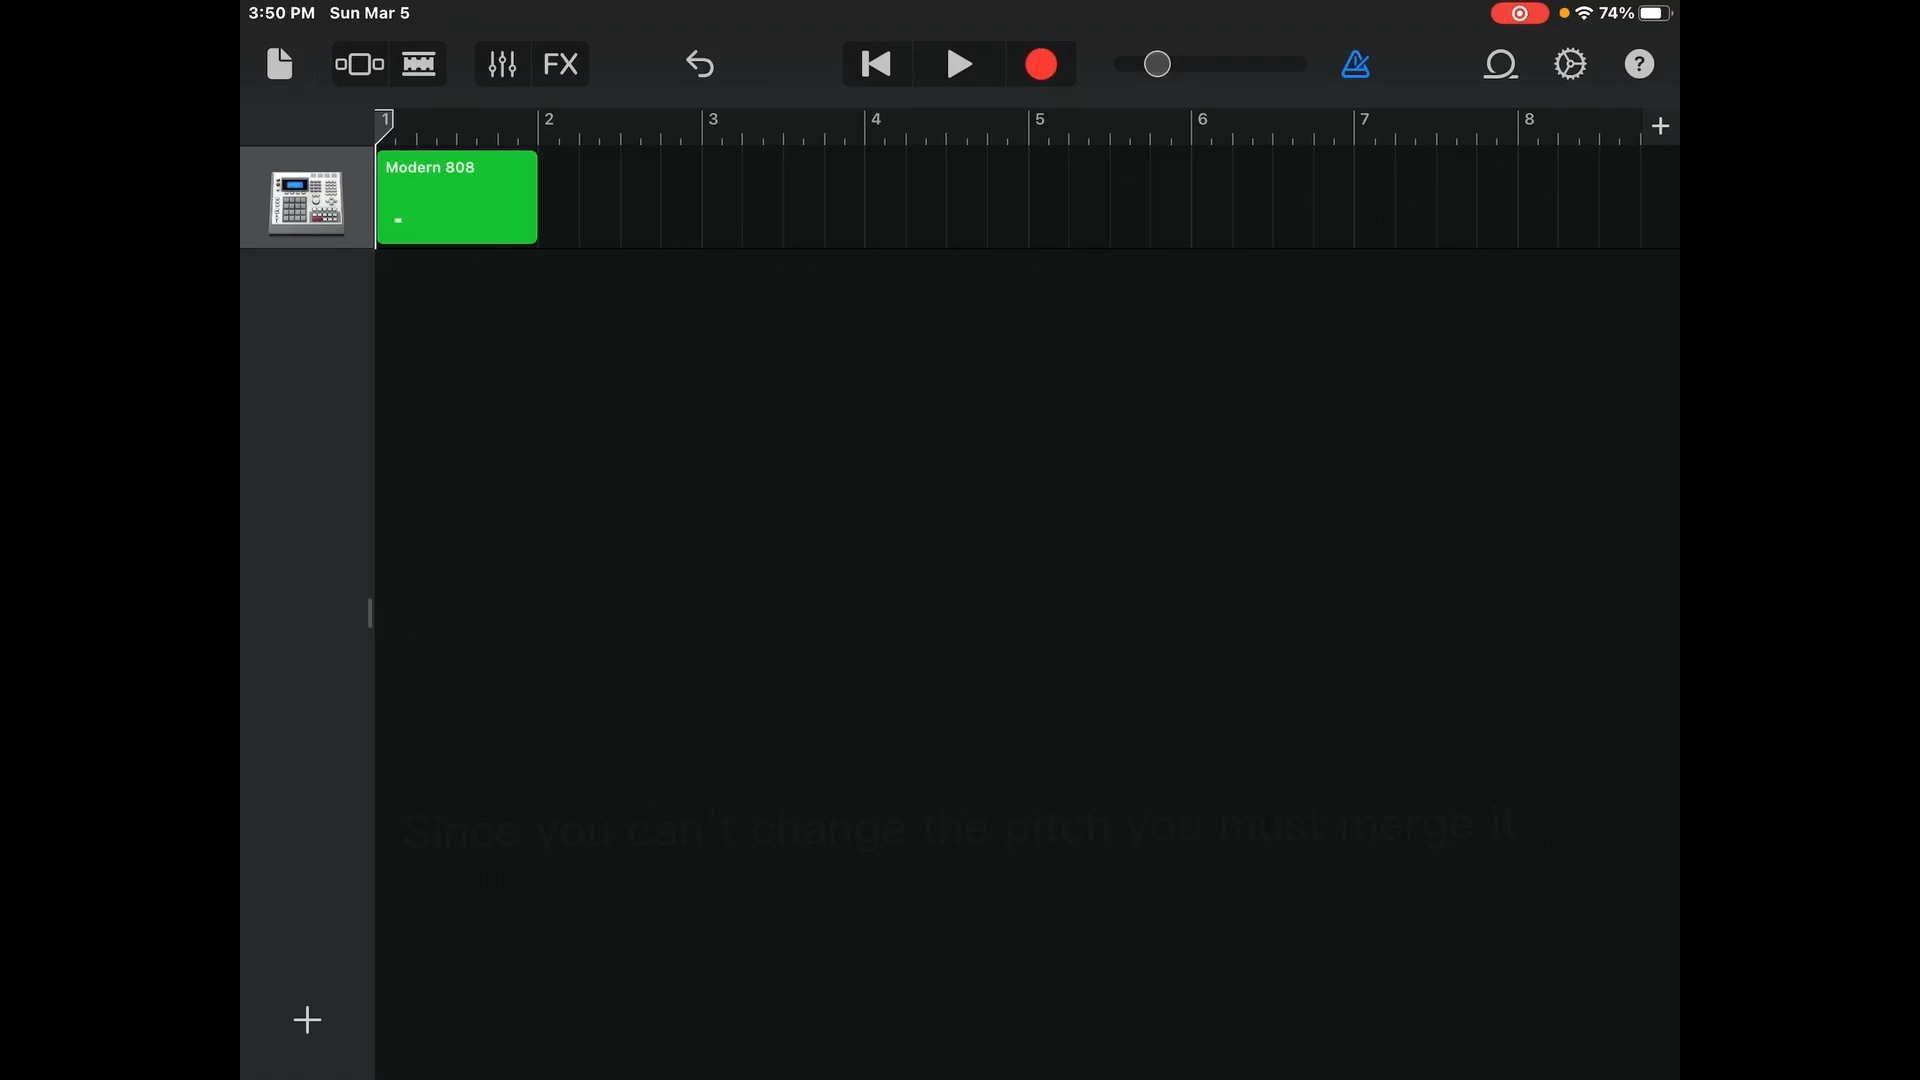 3:50 PM Sun Mar 5
74%
FX
?
1 2 3 4 5 6 7 8 +
Modern 808
Since you can't change the pitch you must merge it
+